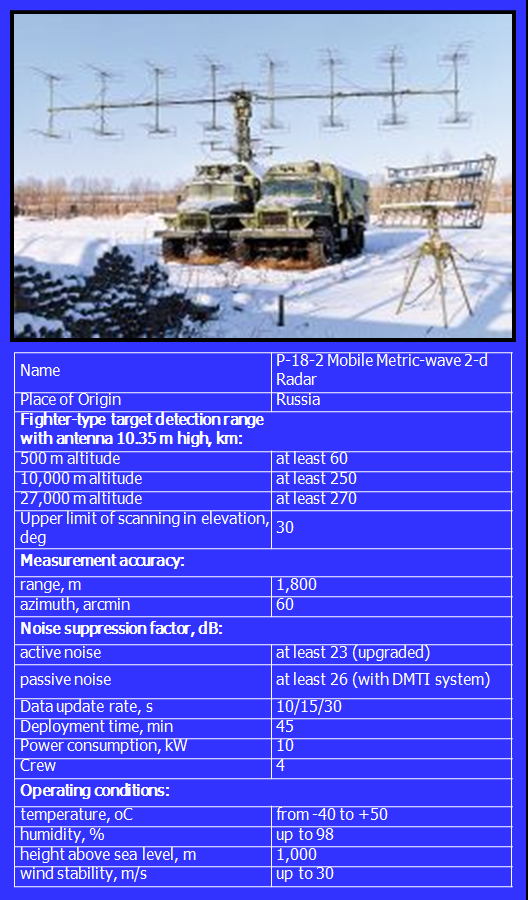 Name
P-18-2 Mobile Metric-wave 2-d
Radar
Place of Origin
Russia
Fighter-type target detection range
with antenna 10.35 m high, km:
500 m altitude
at least 60
10,000 m altitude
at least 250
27,000 m altitude
at least 270
Upper limit of scanning in elevation,
deg
30
Measurement accuracy:
range, m
1,800
azimuth, arcmin
60
Noise suppression factor, dB:
active noise
at least 23 (upgraded)
passive noise
at least 26 (with DMTI system)
Data update rate, s
10/15/30
Deployment time, min
45
Power consumption, kW
10
Crew
4
Operating conditions:
temperature, oC
from -40 to +50
humidity, %
up to 98
height above sea level, m
1,000
wind stability, m/s
up to 30